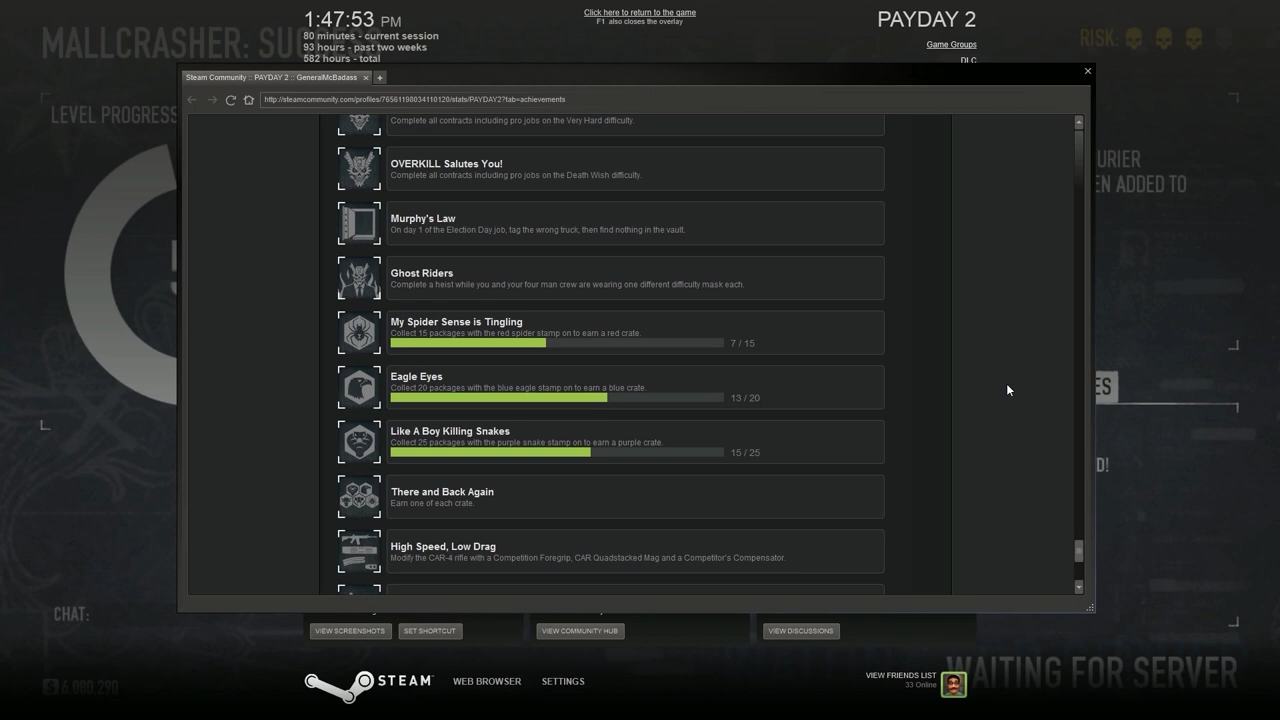 1:47:53 PM
80 minutes - current session
93 hours - past two weeks
582 hours - total
Click here to return to the game
F1 also closes the overlay
PAYDAY 2
Game Groups
DLC
MALLCRASHER: SU
RISK:
LEVEL PROGRESS
URIER
EN ADDED TO
ES
D!
Steam Community :: PAYDAY 2 :: GeneralMcBadass
http://steamcommunity.com/profiles/76561198034110120/stats/PAYDAY2?tab=achievements
Complete all contracts including pro jobs on the Very Hard difficulty.
OVERKILL Salutes You!
Complete all contracts including pro jobs on the Death Wish difficulty.
Murphy's Law
On day 1 of the Election Day job, tag the wrong truck, then find nothing in the vault.
Ghost Riders
Complete a heist while you and your four man crew are wearing one different difficulty mask each.
My Spider Sense is Tingling
Collect 15 packages with the red spider stamp on to earn a red crate.
7 / 15
Eagle Eyes
Collect 20 packages with the blue eagle stamp on to earn a blue crate.
13 / 20
Like A Boy Killing Snakes
Collect 25 packages with the purple snake stamp on to earn a purple crate.
15 / 25
There and Back Again
Earn one of each crate.
High Speed, Low Drag
Modify the CAR-4 rifle with a Competition Foregrip, CAR Quadstacked Mag and a Competitor's Compensator.
CHAT:
VIEW SCREENSHOTS
SET SHORTCUT
VIEW COMMUNITY HUB
VIEW DISCUSSIONS
STEAM
WEB BROWSER
SETTINGS
VIEW FRIENDS LIST
33 Online
WAITING FOR SERVER
$ 6,080,290